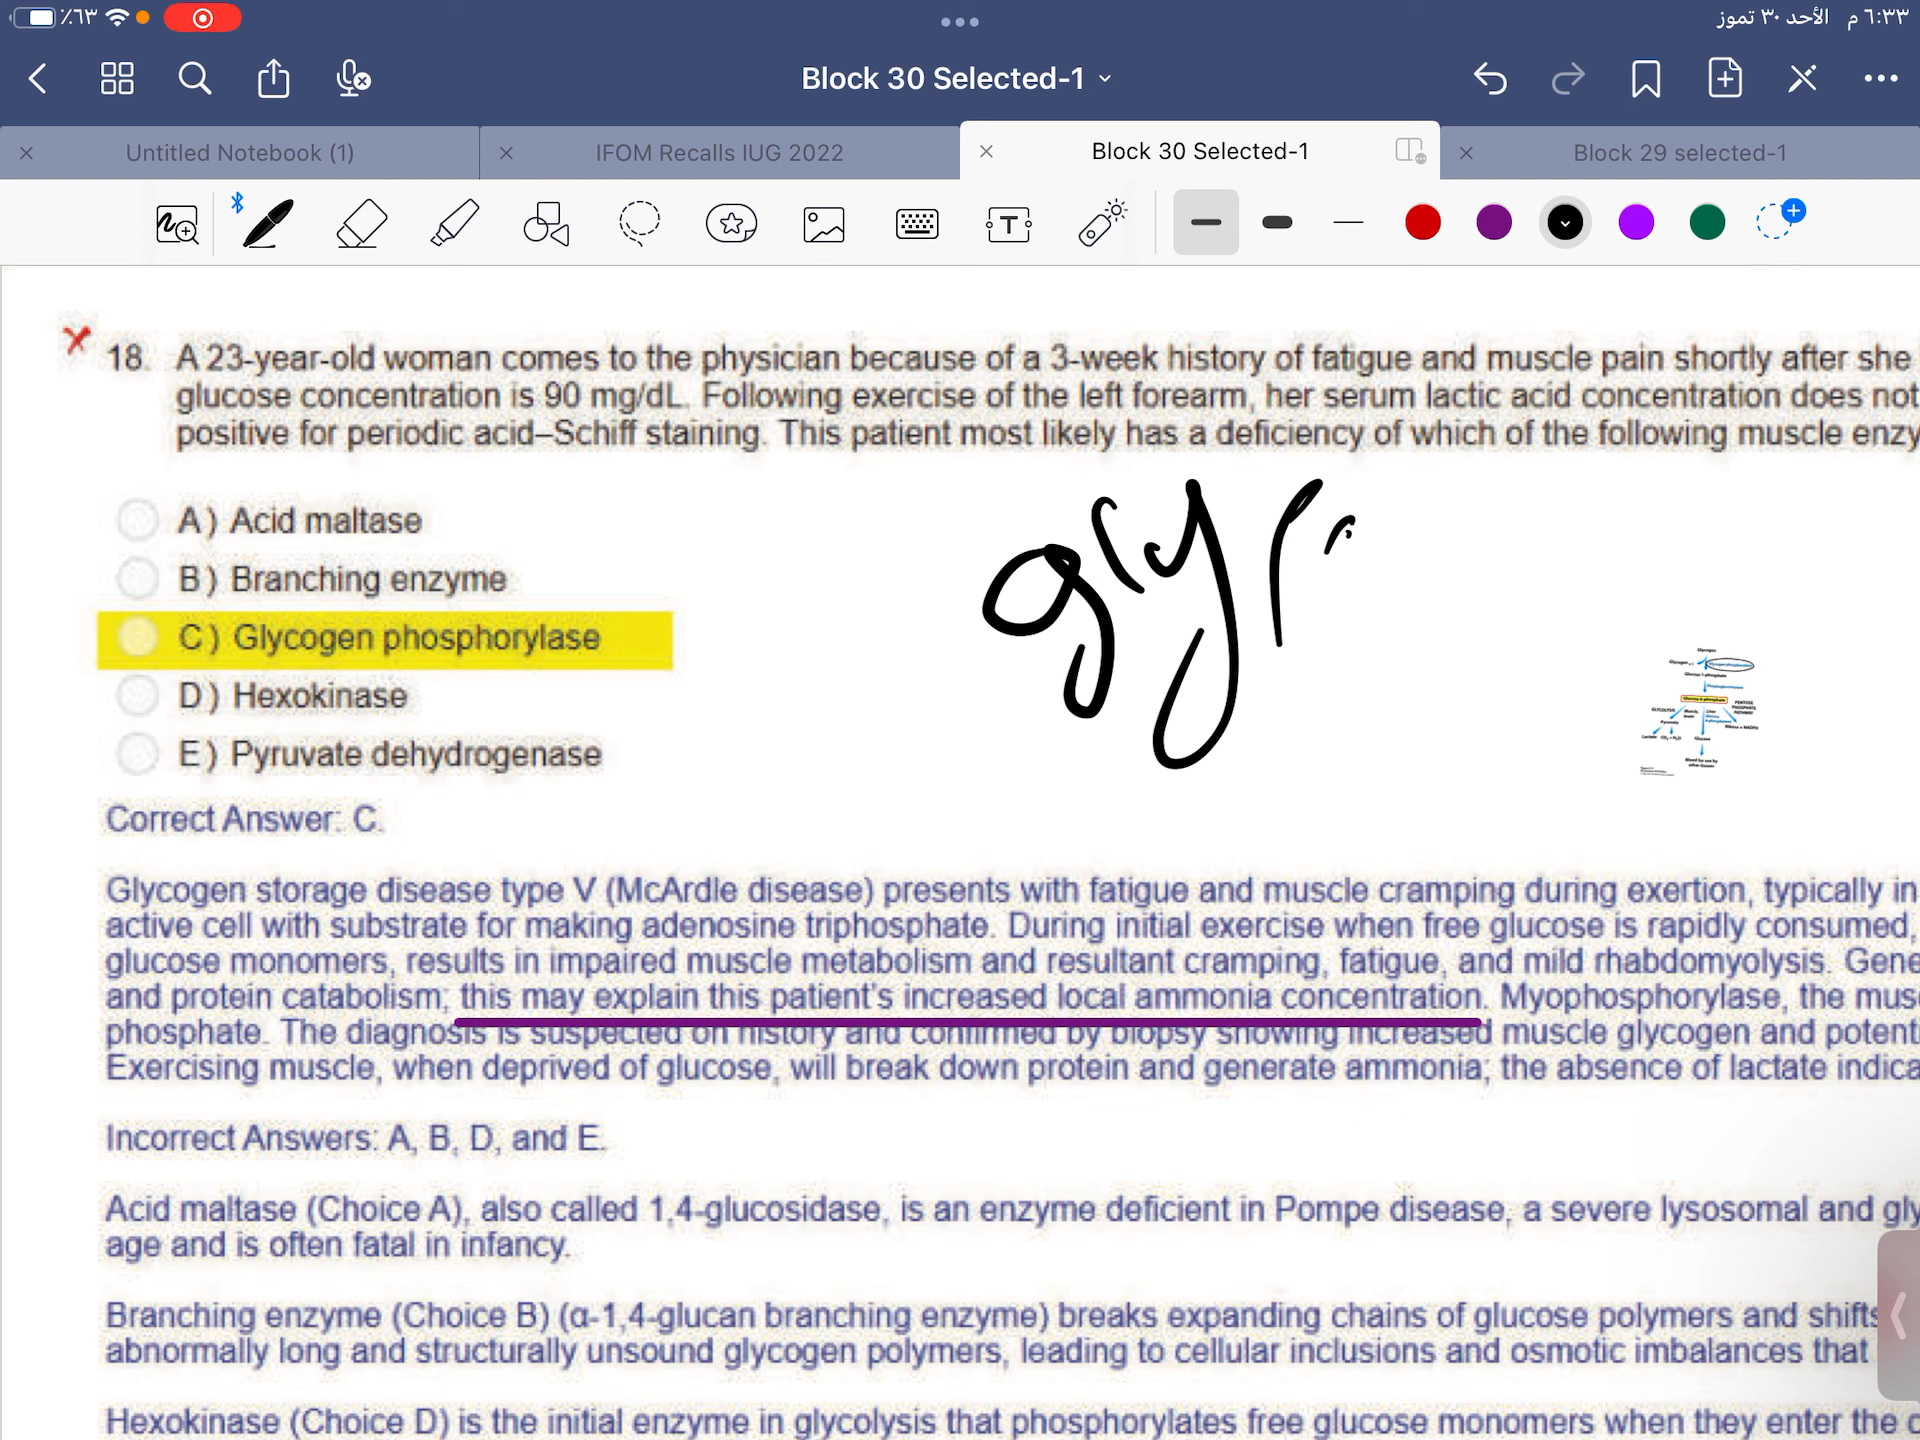 ٪٦٣
٦:٣٣ م الأحد ٣٠ تموز
Block 30 Selected-1
Untitled Notebook (1)
IFOM Recalls IUG 2022
Block 30 Selected-1
Block 29 selected-1
18. A 23-year-old woman comes to the physician because of a 3-week history of fatigue and muscle pain shortly after she
glucose concentration is 90 mg/dL. Following exercise of the left forearm, her serum lactic acid concentration does not
positive for periodic acid–Schiff staining. This patient most likely has a deficiency of which of the following muscle enzy
A) Acid maltase
B) Branching enzyme
C) Glycogen phosphorylase
D) Hexokinase
E) Pyruvate dehydrogenase
Correct Answer: C.
Glycogen storage disease type V (McArdle disease) presents with fatigue and muscle cramping during exertion, typically in
active cell with substrate for making adenosine triphosphate. During initial exercise when free glucose is rapidly consumed,
glucose monomers, results in impaired muscle metabolism and resultant cramping, fatigue, and mild rhabdomyolysis. Gene
and protein catabolism; this may explain this patient's increased local ammonia concentration. Myophosphorylase, the mus
phosphate. The diagnosis is suspected on history and confirmed by biopsy showing increased muscle glycogen and potent
Exercising muscle, when deprived of glucose, will break down protein and generate ammonia; the absence of lactate indica
Incorrect Answers: A, B, D, and E.
Acid maltase (Choice A), also called 1,4-glucosidase, is an enzyme deficient in Pompe disease, a severe lysosomal and gly
age and is often fatal in infancy.
Branching enzyme (Choice B) (α-1,4-glucan branching enzyme) breaks expanding chains of glucose polymers and shifts
abnormally long and structurally unsound glycogen polymers, leading to cellular inclusions and osmotic imbalances that
Hexokinase (Choice D) is the initial enzyme in glycolysis that phosphorylates free glucose monomers when they enter the c